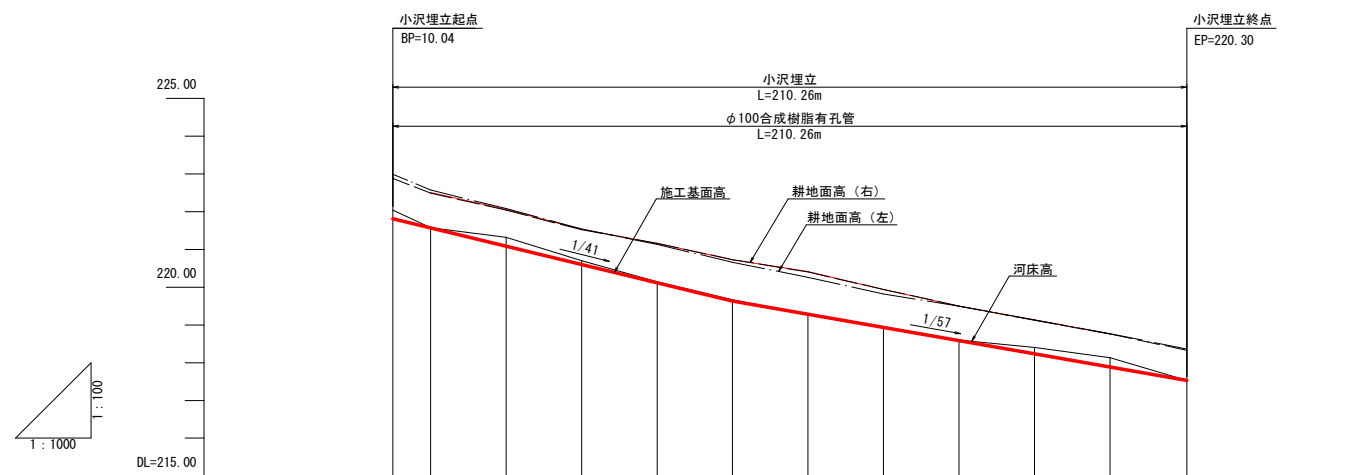 小沢埋立起点
BP=10.04
小沢埋立終点
EP=220.30
225.00
小沢埋立
L=210.26m
φ100合成樹脂有孔管
L=210.26m
施工基面高
耕地面高（右）
耕地面高（左）
1/41
河床高
220.00
1/57
1：100
1：1000
DL=215.00